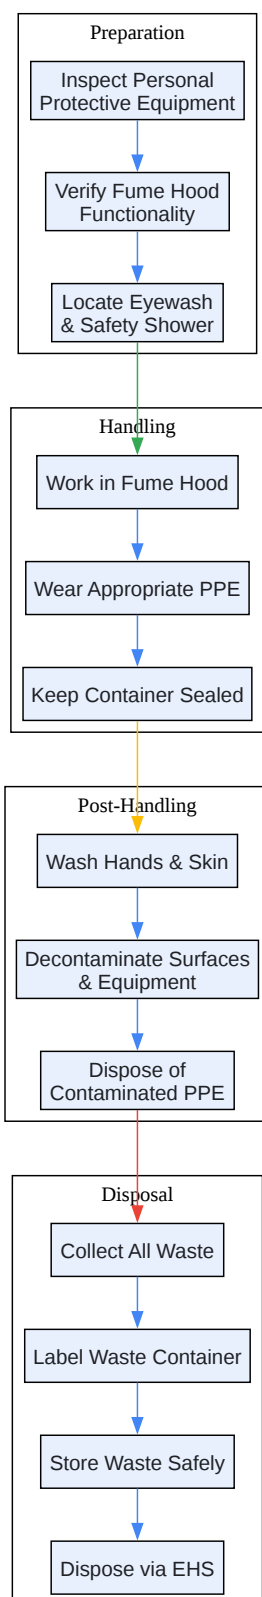 Preparation
Inspect Personal
Protective Equipment
Verify Fume Hood
Functionality
Locate Eyewash
& Safety Shower
Handling
Work in Fume Hood
Wear Appropriate PPE
Keep Container Sealed
Post-Handling
Wash Hands & Skin
Decontaminate Surfaces
& Equipment
Dispose of
Contaminated PPE
Disposal
Collect All Waste
Label Waste Container
Store Waste Safely
Dispose via EHS